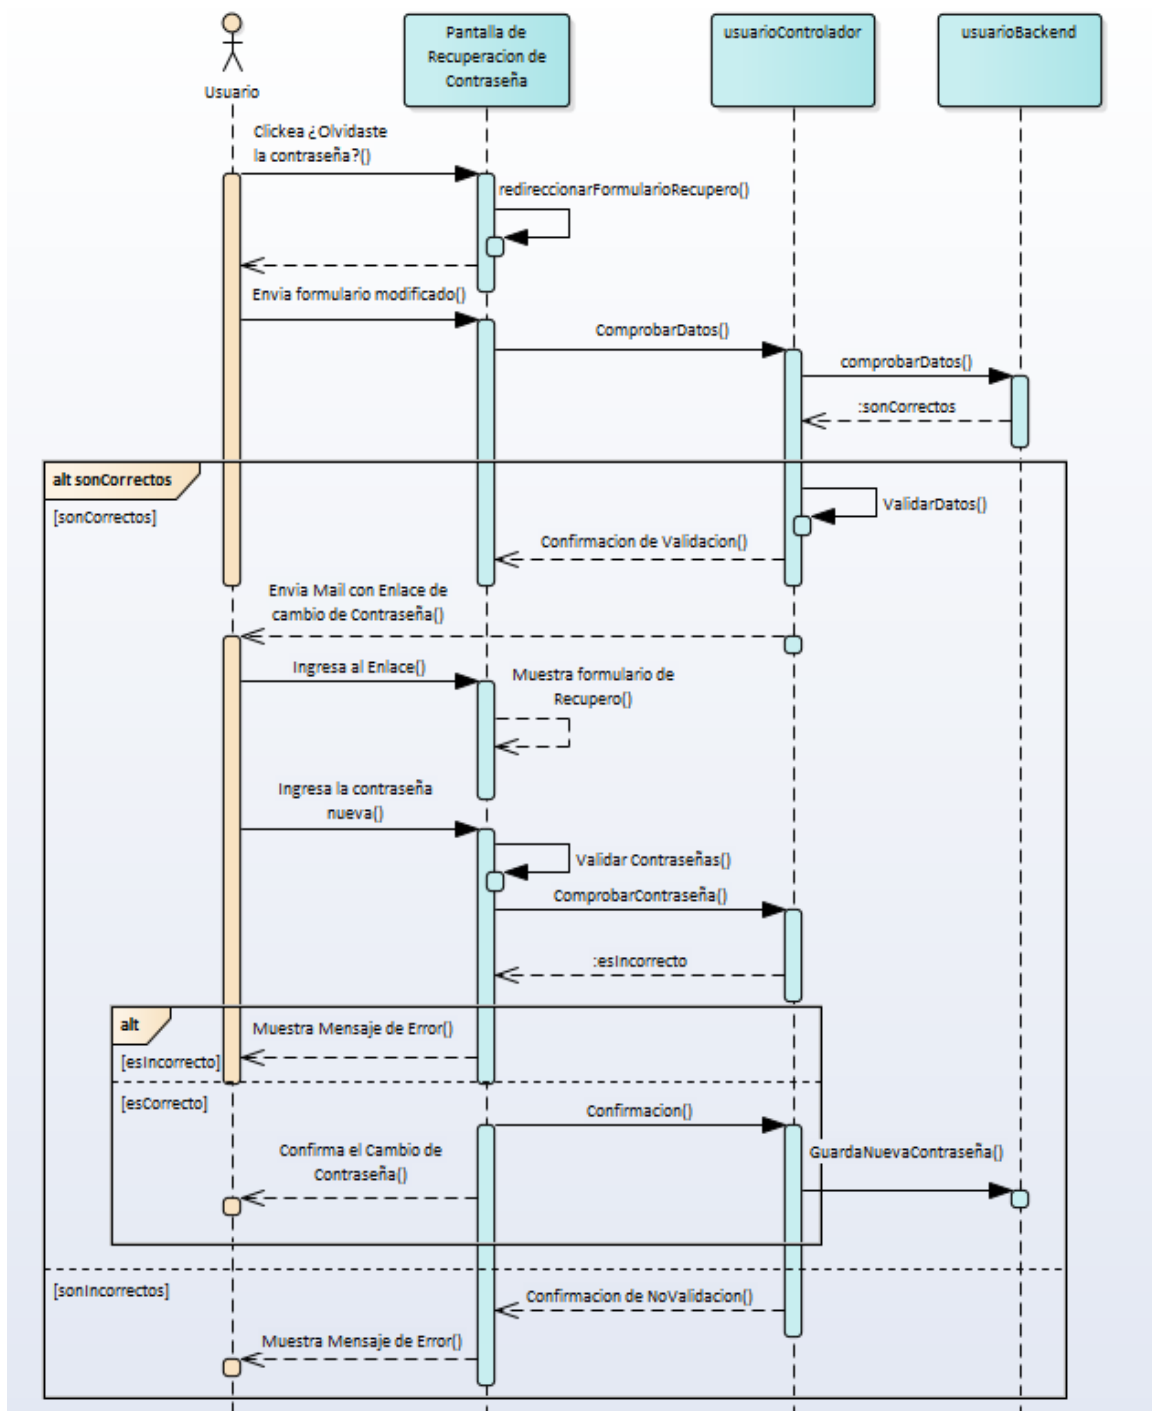 Pantalla de
Recuperacion de
Contraseña
usuarioControlador
usuarioBackend
Usuario
Clickea ¿Olvidaste
la contraseña?()
redireccionarFormularioRecupero()
Envia formulario modificado()
ComprobarDatos()
comprobarDatos()
:sonCorrectos
alt sonCorrectos
[sonCorrectos]
ValidarDatos()
Confirmacion de Validacion()
Envia Mail con Enlace de
cambio de Contraseña()
Ingresa al Enlace()
Muestra formulario de
Recupero()
Ingresa la contraseña
nueva()
Validar Contraseñas()
ComprobarContraseña()
:esIncorrecto
alt
Muestra Mensaje de Error()
[esIncorrecto]
[esCorrecto]
Confirmacion()
Confirma el Cambio de
Contraseña()
GuardaNuevaContraseña()
[sonIncorrectos]
Confirmacion de NoValidacion()
Muestra Mensaje de Error()